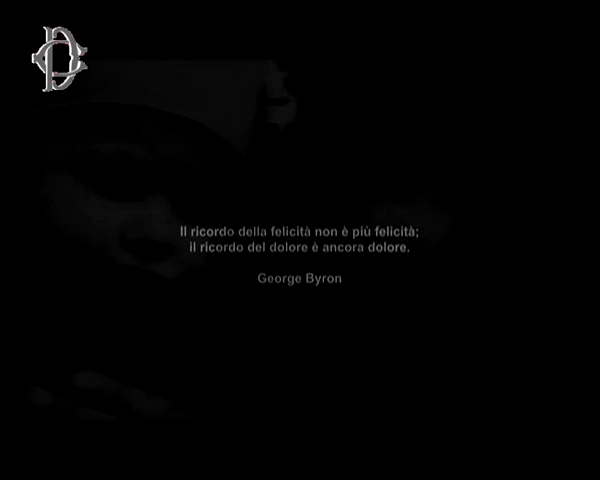 Il ricordo della felicità non è più felicità;
il ricordo del dolore è ancora dolore.
George Byron